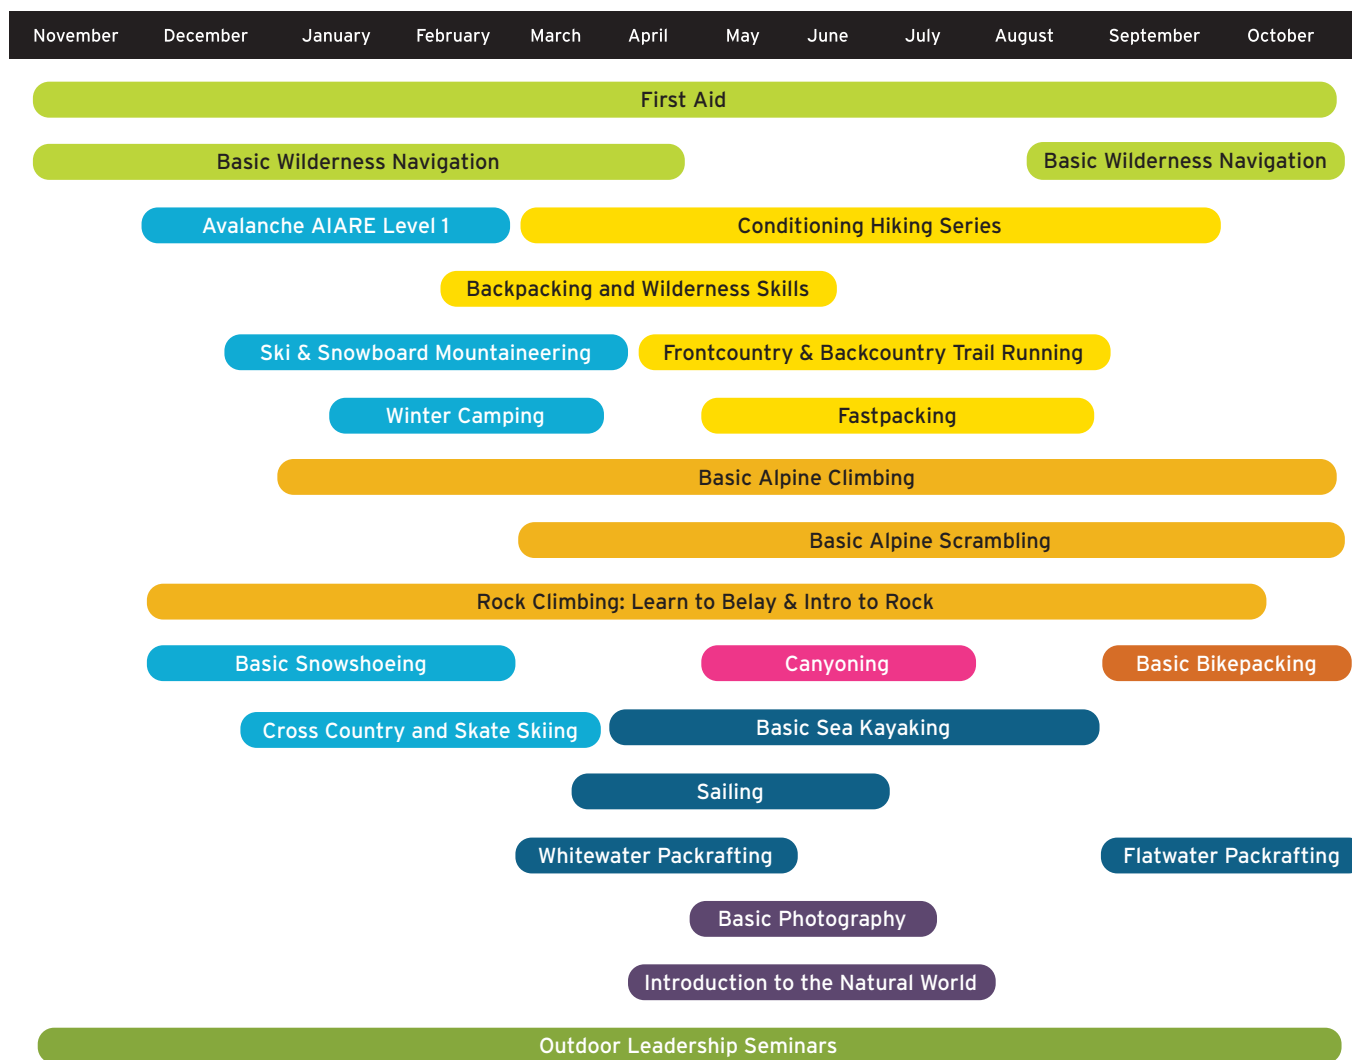 November December January February March April May June July August September October
First Aid
Basic Wilderness Navigation Basic Wilderness Navigation
Avalanche AIARE Level 1 Conditioning Hiking Series
Backpacking and Wilderness Skills
Ski & Snowboard Mountaineering Frontcountry & Backcountry Trail Running
Winter Camping Fastpacking
Basic Alpine Climbing
Basic Alpine Scrambling
Rock Climbing: Learn to Belay & Intro to Rock
Basic Snowshoeing Canyoning Basic Bikepacking
Cross Country and Skate Skiing Basic Sea Kayaking
Sailing
Whitewater Packrafting Flatwater Packrafting
Basic Photography
Introduction to the Natural World
Outdoor Leadership Seminars